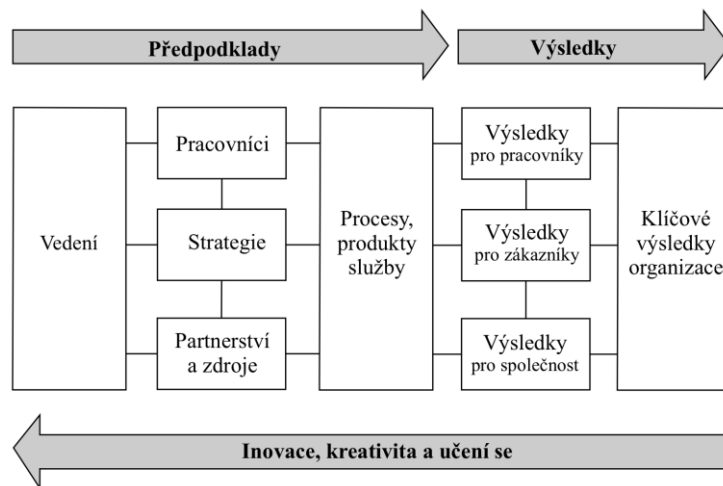 Předpodklady
Výsledky
Vedení
Pracovníci
Strategie
Partnerství
a zdroje
Procesy,
produkty
služby
Výsledky
pro pracovníky
Výsledky
pro zákazníky
Výsledky
pro společnost
Klíčové
výsledky
organizace
Inovace, kreativita a učení se